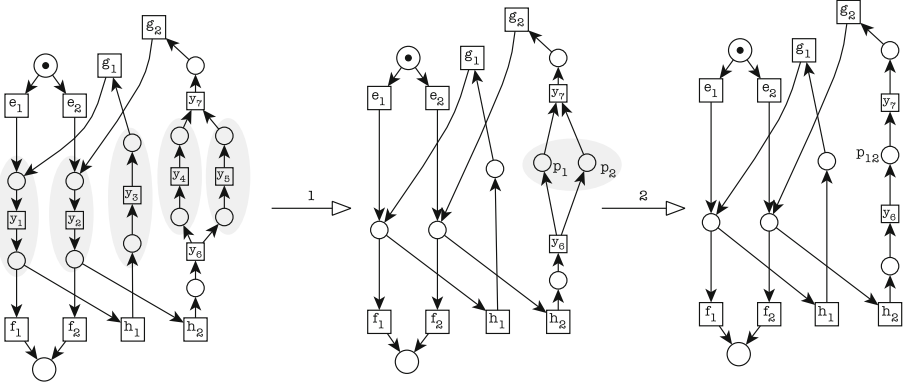 g₁ g₂
e₁ e₂
y₇
y₄ y₅
y₁ y₂ y₃
y₆
f₁ f₂ h₁ h₂
1
g₁ g₂
e₁ e₂
y₇
p₁ p₂
y₆
f₁ f₂ h₁ h₂
2
g₁ g₂
e₁ e₂
y₇
p₁₂
y₆
f₁ f₂ h₁ h₂